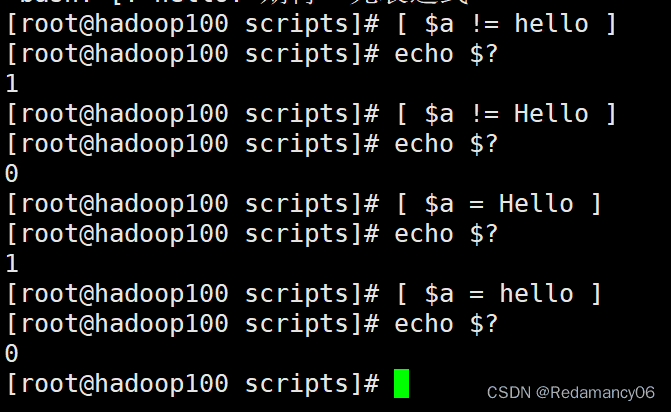 [root@hadoop100 scripts]# [ $a != hello ]
[root@hadoop100 scripts]# echo $?
1
[root@hadoop100 scripts]# [ $a != Hello ]
[root@hadoop100 scripts]# echo $?
0
[root@hadoop100 scripts]# [ $a = Hello ]
[root@hadoop100 scripts]# echo $?
1
[root@hadoop100 scripts]# [ $a = hello ]
[root@hadoop100 scripts]# echo $?
0
[root@hadoop100 scripts]#
CSDN @Redamancy06